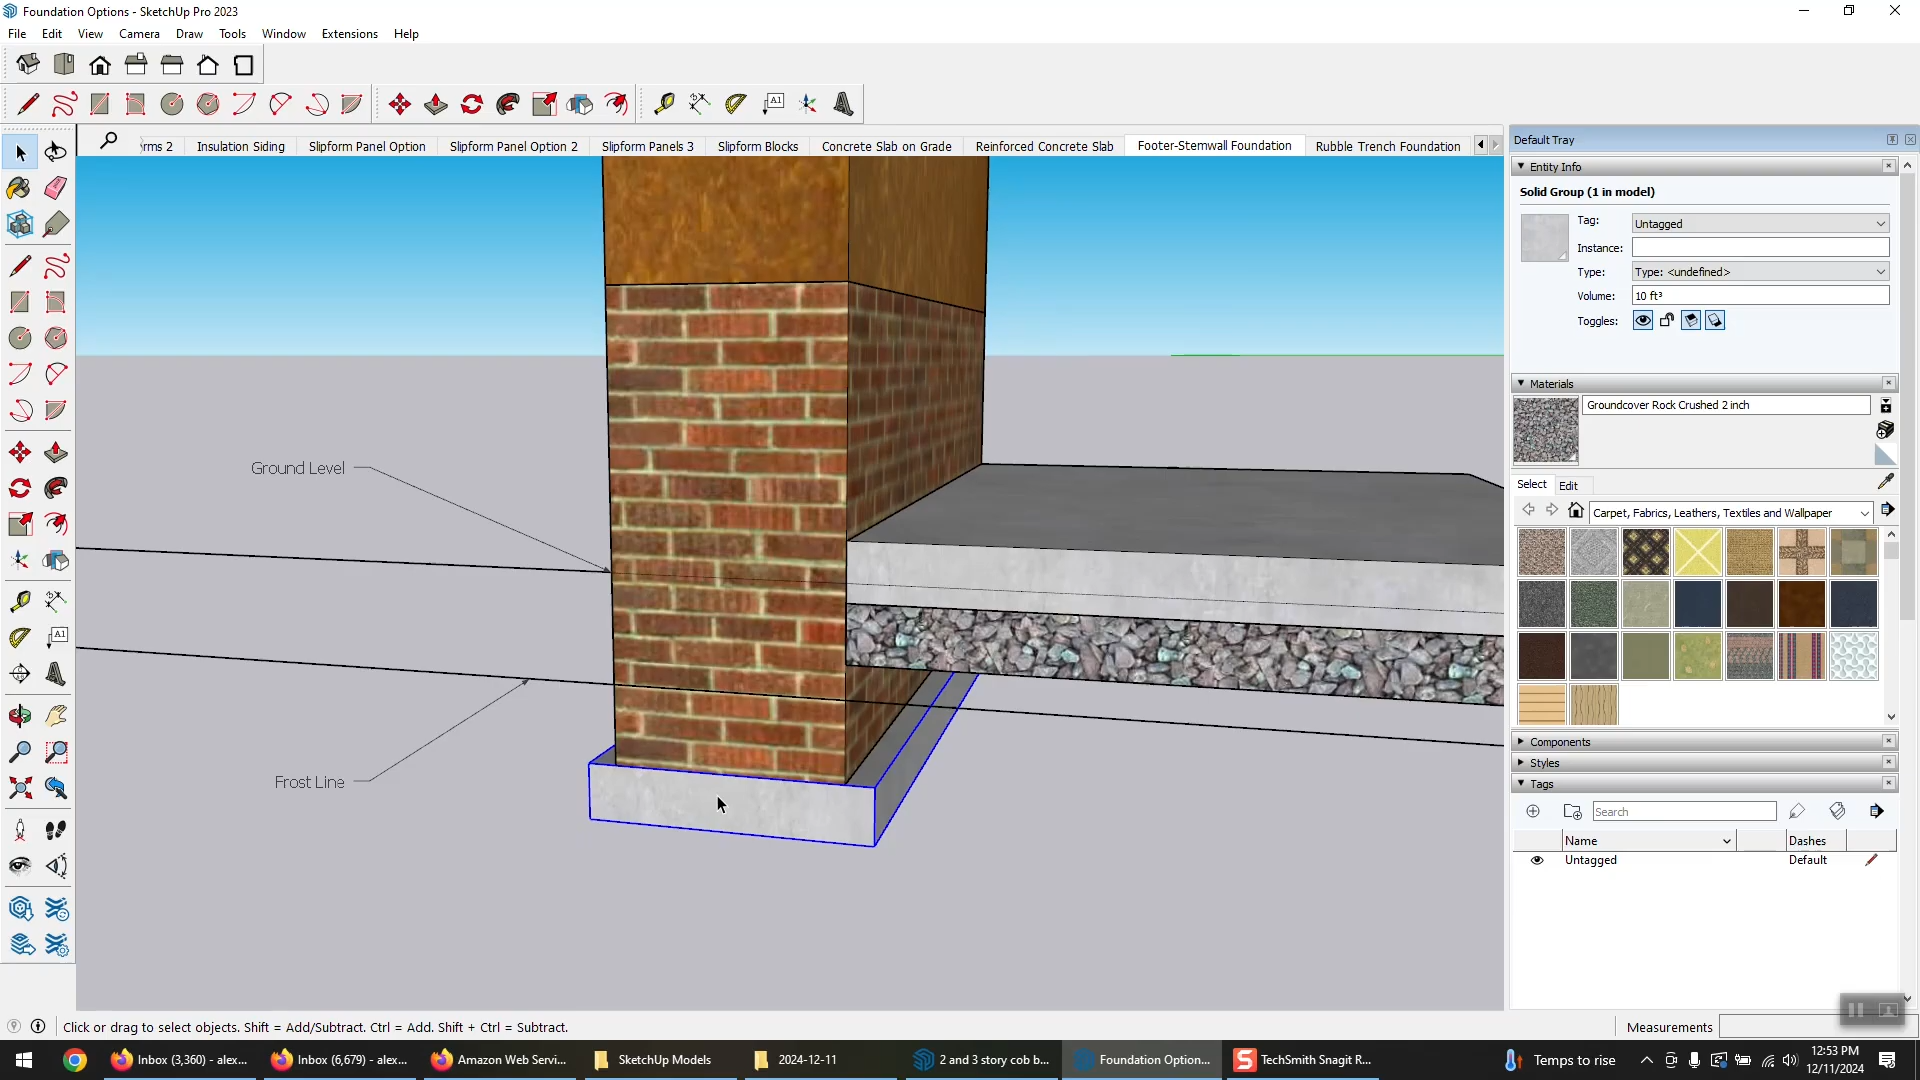 Foundation Options - SketchUp Pro 2023
File Edit View Camera Draw Tools Window Extensions Help
rms 2 Insulation Siding Slipform Panel Option Slipform Panel Option 2 Slipform Panels 3 Slipform Blocks Concrete Slab on Grade Reinforced Concrete Slab Footer-Stemwall Foundation Rubble Trench Foundation
Default Tray
Entity Info
Solid Group (1 in model)
Tag: Untagged
Instance:
Type: Type: <undefined>
Volume: 10 ft³
Toggles:
Materials
Groundcover Rock Crushed 2 inch
Select Edit
Carpet, Fabrics, Leathers, Textiles and Wallpaper
Ground Level
Frost Line
Components
Styles
Tags
Search
Name Dashes
Untagged Default
Click or drag to select objects. Shift = Add/Subtract. Ctrl = Add. Shift + Ctrl = Subtract.
Measurements
Inbox (3,360) - alex... Inbox (6,679) - alex... Amazon Web Servi... SketchUp Models 2024-12-11 2 and 3 story cob b... Foundation Option... TechSmith Snagit R... Temps to rise
12:53 PM
12/11/2024